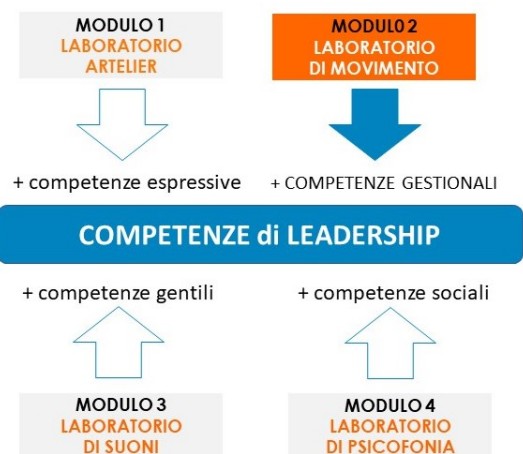 MODULO 1
LABORATORIO
ARTELIER
MODULO 2
LABORATORIO
DI MOVIMENTO
+ competenze espressive
+ COMPETENZE GESTIONALI
COMPETENZE di LEADERSHIP
+ competenze gentili
+ competenze sociali
MODULO 3
LABORATORIO
DI SUONI
MODULO 4
LABORATORIO
DI PSICOFONIA